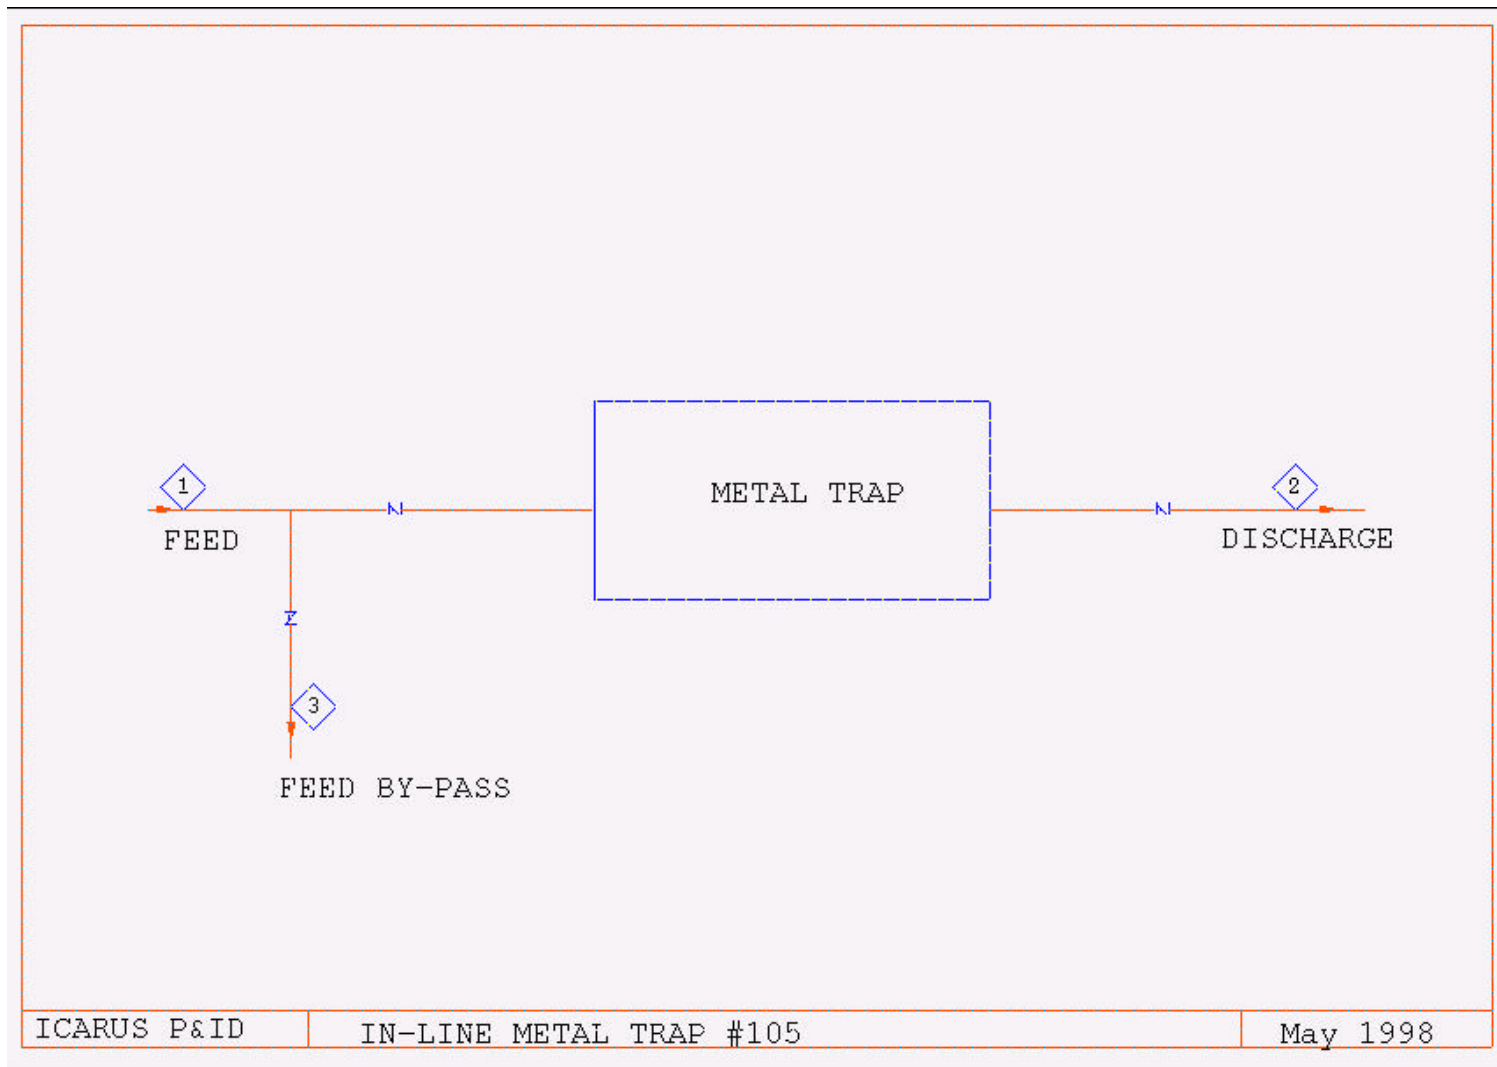 METAL TRAP
1
2
FEED
DISCHARGE
3
FEED BY-PASS
ICARUS P&ID
IN-LINE METAL TRAP #105
May 1998